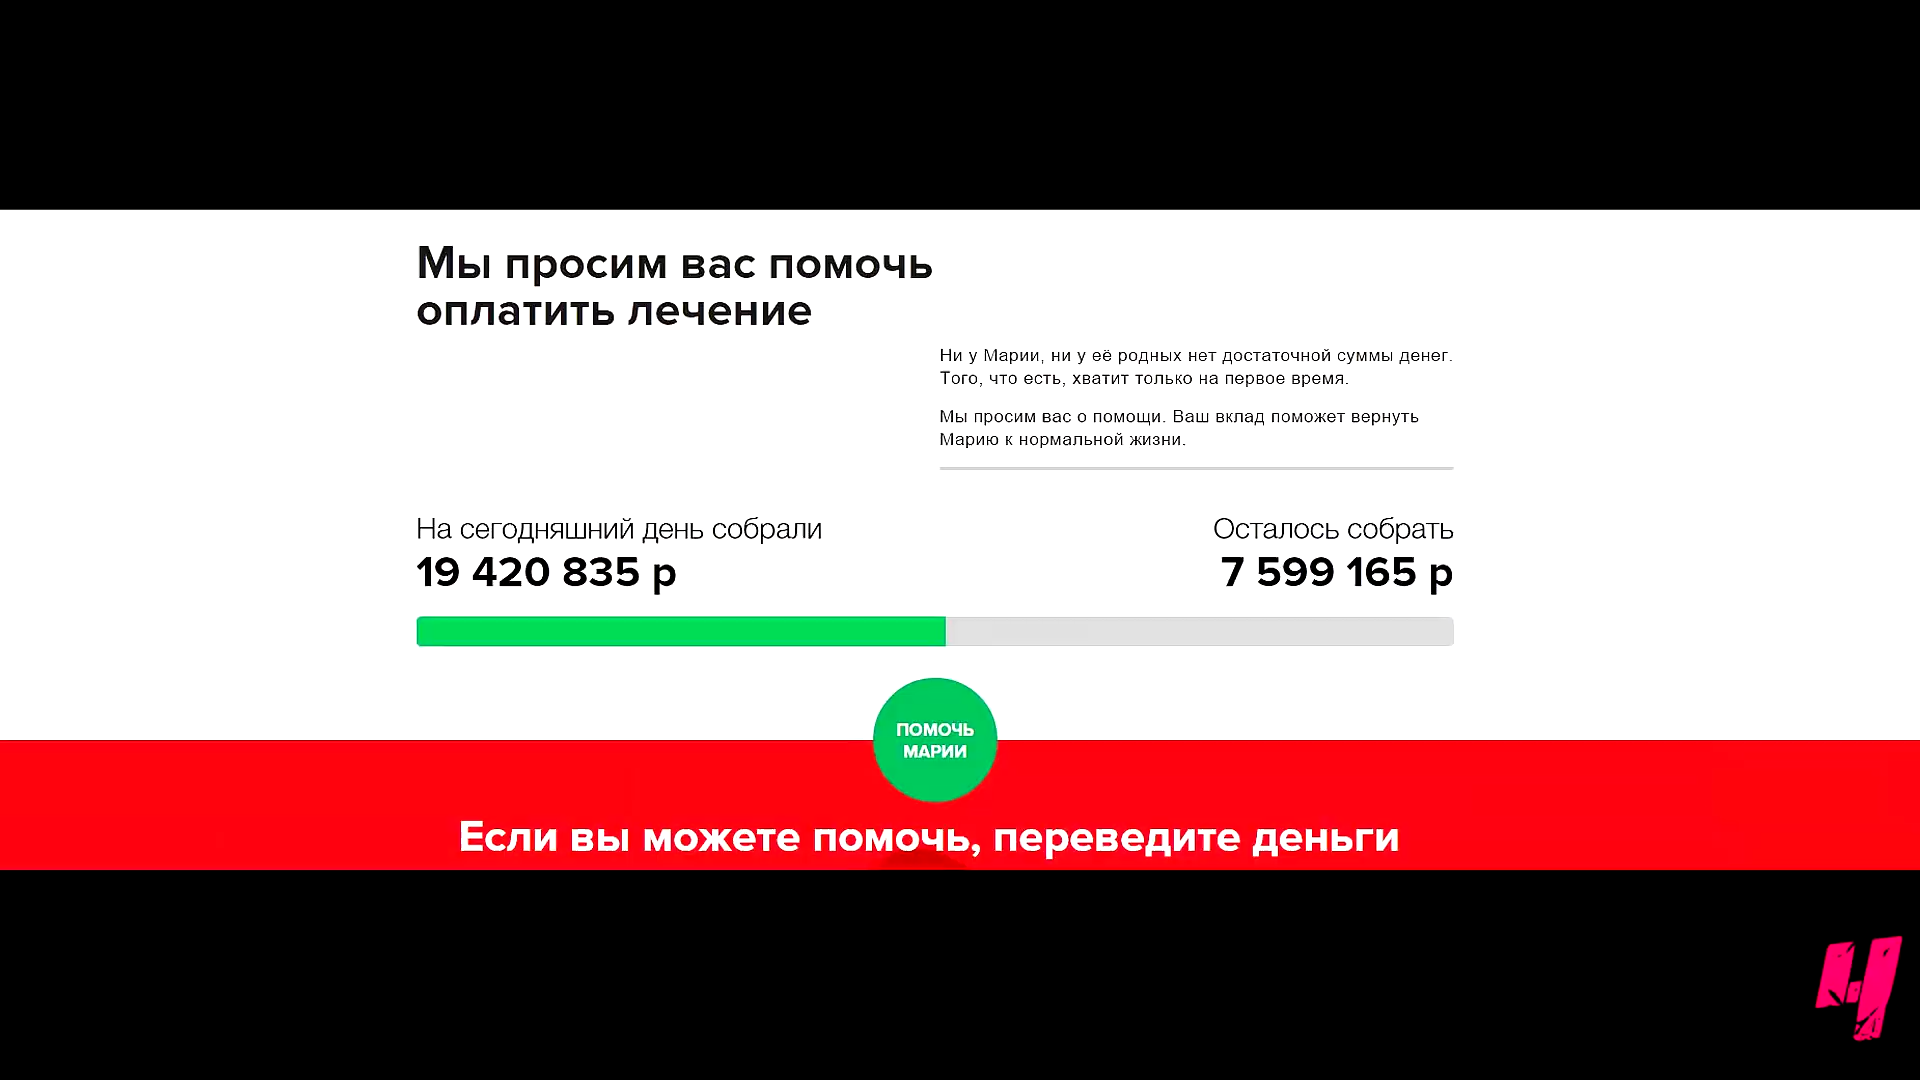 Мы просим вас помочь
оплатить лечение
Ни у Марии, ни у её родных нет достаточной суммы денег.
Того, что есть, хватит только на первое время.
Мы просим вас о помощи. Ваш вклад поможет вернуть
Марию к нормальной жизни.
На сегодняшний день собрали
19 420 835 р
Осталось собрать
7 599 165 р
ПОМОЧЬ
МАРИИ
Если вы можете помочь, переведите деньги
Ч